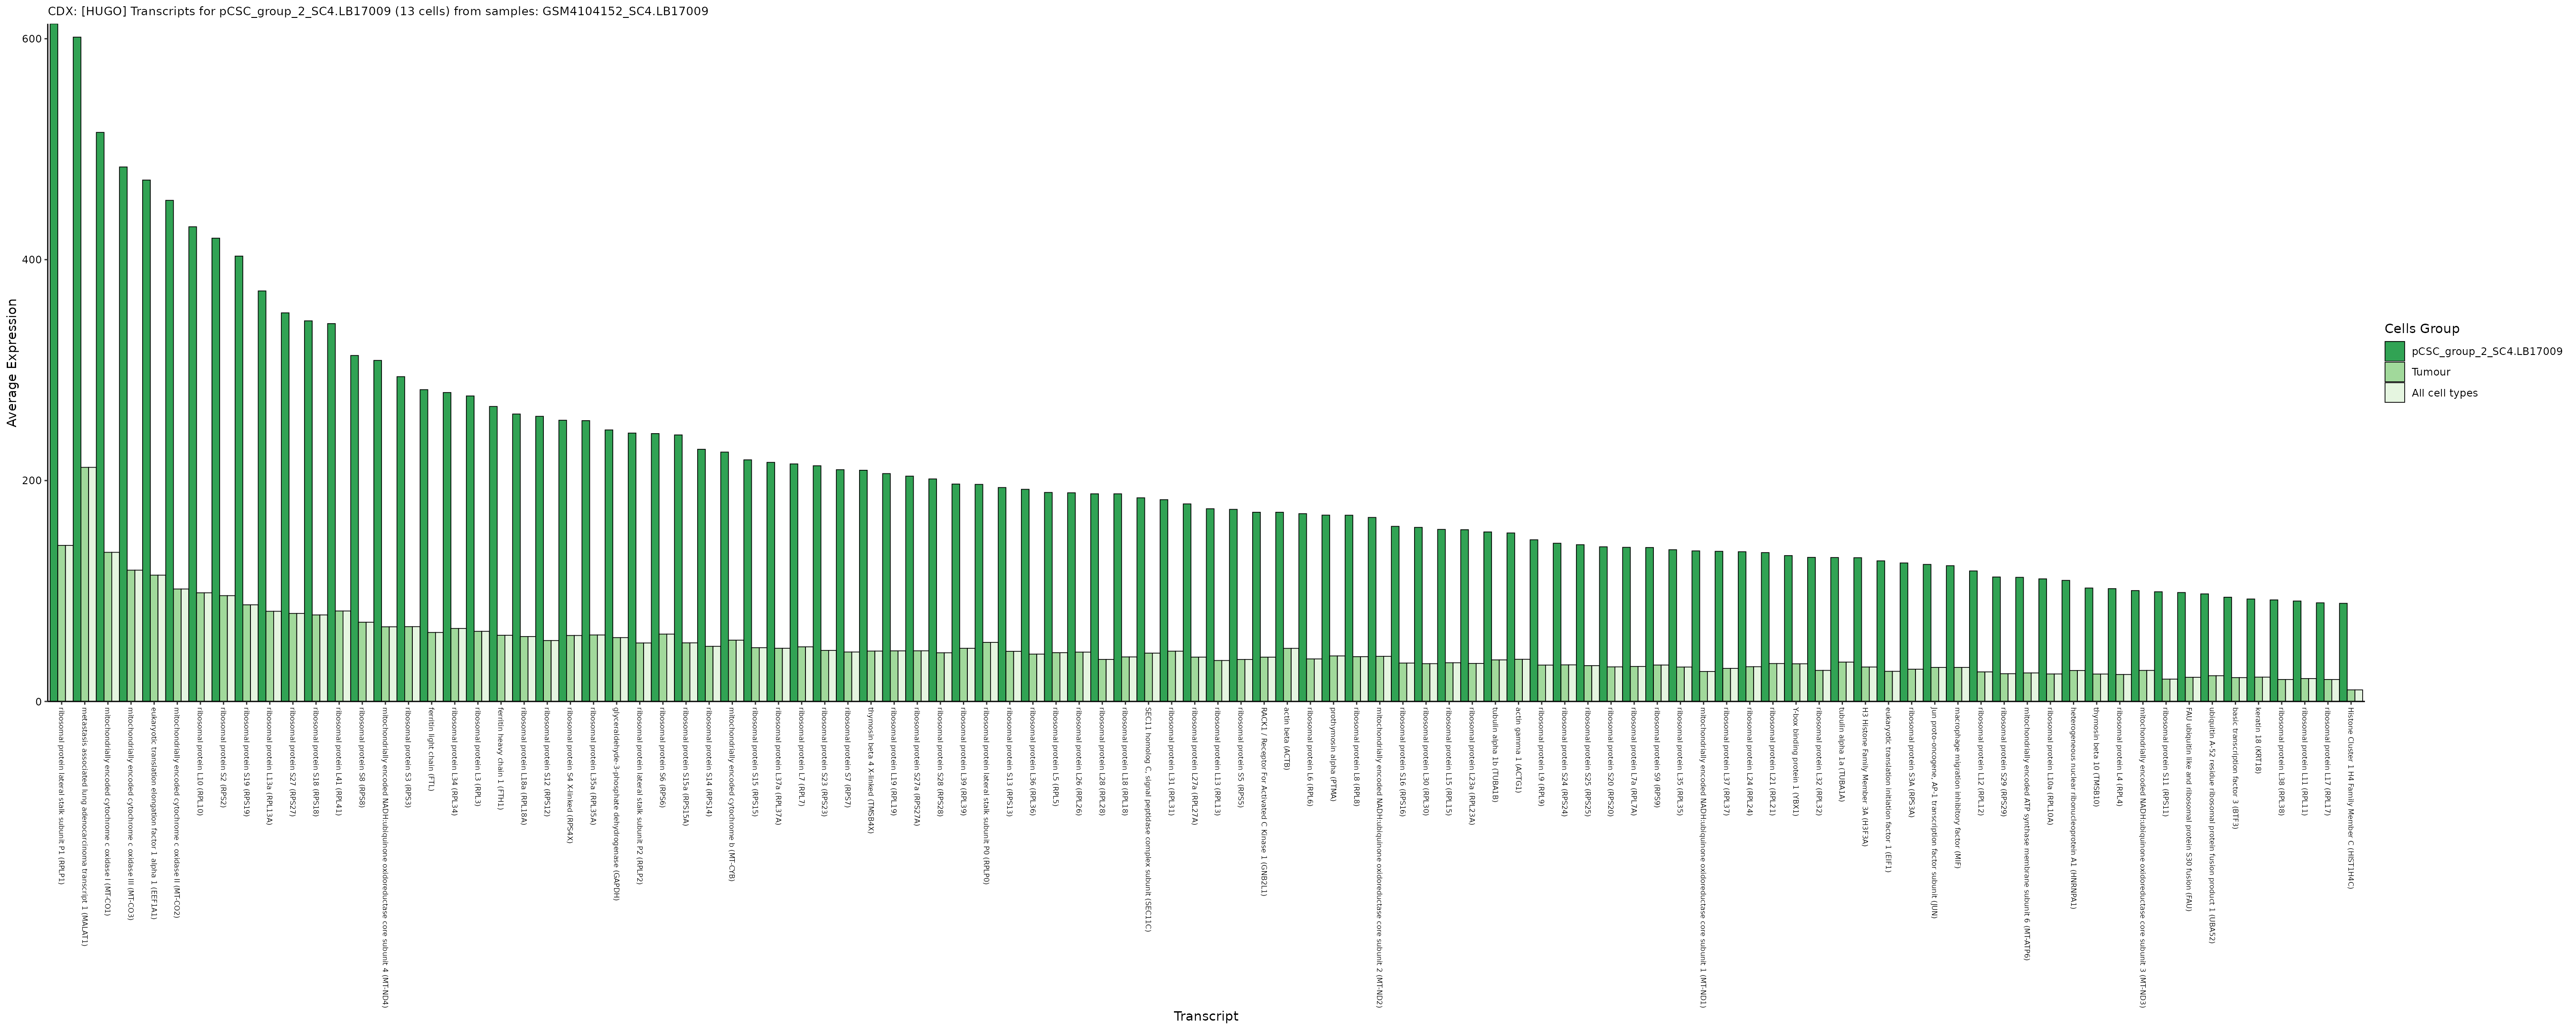 CDX: [HUGO] Transcripts for pCSC_group_2_SC4.LB17009 (13 cells) from samples: GSM4104152_SC4.LB17009
600
400
200
0
Average Expression
Cells Group
pCSC_group_2_SC4.LB17009
Tumour
All cell types
ribosomal protein lateral stalk subunit P1 (RPLP1)
metastasis associated lung adenocarcinoma transcript 1 (MALAT1)
mitochondrially encoded cytochrome c oxidase I (MT-CO1)
mitochondrially encoded cytochrome c oxidase III (MT-CO3)
eukaryotic translation elongation factor 1 alpha 1 (EEF1A1)
mitochondrially encoded cytochrome c oxidase II (MT-CO2)
ribosomal protein L10 (RPL10)
ribosomal protein S2 (RPS2)
ribosomal protein S19 (RPS19)
ribosomal protein L13a (RPL13A)
ribosomal protein S27 (RPS27)
ribosomal protein S18 (RPS18)
ribosomal protein L41 (RPL41)
ribosomal protein S8 (RPS8)
mitochondrially encoded NADH:ubiquinone oxidoreductase core subunit 4 (MT-ND4)
ribosomal protein S3 (RPS3)
ferritin light chain (FTL)
ribosomal protein L34 (RPL34)
ribosomal protein L3 (RPL3)
ferritin heavy chain 1 (FTH1)
ribosomal protein L18a (RPL18A)
ribosomal protein S12 (RPS12)
ribosomal protein S4 X-linked (RPS4X)
ribosomal protein L35a (RPL35A)
glyceraldehyde-3-phosphate dehydrogenase (GAPDH)
ribosomal protein lateral stalk subunit P2 (RPLP2)
ribosomal protein S6 (RPS6)
ribosomal protein S15a (RPS15A)
ribosomal protein S14 (RPS14)
mitochondrially encoded cytochrome b (MT-CYB)
ribosomal protein S15 (RPS15)
ribosomal protein L37a (RPL37A)
ribosomal protein L7 (RPL7)
ribosomal protein S23 (RPS23)
ribosomal protein S7 (RPS7)
thymosin beta 4 X-linked (TMSB4X)
ribosomal protein L19 (RPL19)
ribosomal protein S27a (RPS27A)
ribosomal protein S28 (RPS28)
ribosomal protein L39 (RPL39)
ribosomal protein lateral stalk subunit P0 (RPLP0)
ribosomal protein S13 (RPS13)
ribosomal protein L36 (RPL36)
ribosomal protein L5 (RPL5)
ribosomal protein L26 (RPL26)
ribosomal protein L28 (RPL28)
ribosomal protein L18 (RPL18)
SEC11 homolog C, signal peptidase complex subunit (SEC11C)
ribosomal protein L31 (RPL31)
ribosomal protein L27a (RPL27A)
ribosomal protein L13 (RPL13)
ribosomal protein S5 (RPS5)
RACK1 / Receptor For Activated C Kinase 1 (GNB2L1)
actin beta (ACTB)
ribosomal protein L6 (RPL6)
prothymosin alpha (PTMA)
ribosomal protein L8 (RPL8)
mitochondrially encoded NADH:ubiquinone oxidoreductase core subunit 2 (MT-ND2)
ribosomal protein S16 (RPS16)
ribosomal protein L30 (RPL30)
ribosomal protein L15 (RPL15)
ribosomal protein L23a (RPL23A)
tubulin alpha 1b (TUBA1B)
actin gamma 1 (ACTG1)
ribosomal protein L9 (RPL9)
ribosomal protein S24 (RPS24)
ribosomal protein S25 (RPS25)
ribosomal protein S20 (RPS20)
ribosomal protein L7a (RPL7A)
ribosomal protein S9 (RPS9)
ribosomal protein L35 (RPL35)
mitochondrially encoded NADH:ubiquinone oxidoreductase core subunit 1 (MT-ND1)
ribosomal protein L37 (RPL37)
ribosomal protein L24 (RPL24)
ribosomal protein L21 (RPL21)
Y-box binding protein 1 (YBX1)
ribosomal protein L32 (RPL32)
tubulin alpha 1a (TUBA1A)
H3 Histone Family Member 3A (H3F3A)
eukaryotic translation initiation factor 1 (EIF1)
ribosomal protein S3A (RPS3A)
Jun proto-oncogene, AP-1 transcription factor subunit (JUN)
macrophage migration inhibitory factor (MIF)
ribosomal protein L12 (RPL12)
ribosomal protein S29 (RPS29)
mitochondrially encoded ATP synthase membrane subunit 6 (MT-ATP6)
ribosomal protein L10a (RPL10A)
heterogeneous nuclear ribonucleoprotein A1 (HNRNPA1)
thymosin beta 10 (TMSB10)
ribosomal protein L4 (RPL4)
mitochondrially encoded NADH:ubiquinone oxidoreductase core subunit 3 (MT-ND3)
ribosomal protein S11 (RPS11)
FAU ubiquitin like and ribosomal protein S30 fusion (FAU)
ubiquitin A-52 residue ribosomal protein fusion product 1 (UBA52)
basic transcription factor 3 (BTF3)
keratin 18 (KRT18)
ribosomal protein L38 (RPL38)
ribosomal protein L11 (RPL11)
ribosomal protein L17 (RPL17)
Histone Cluster 1 H4 Family Member C (HIST1H4C)
Transcript